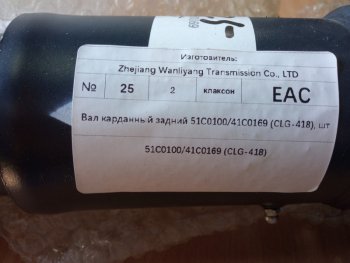 Изготовитель:
Zhejiang Wanliyang Transmission Co., LTD
№ 25 2 клаксон EAC
Вал карданный задний 51C0100/41C0169 (CLG-418), шт
51C0100/41C0169 (CLG-418)